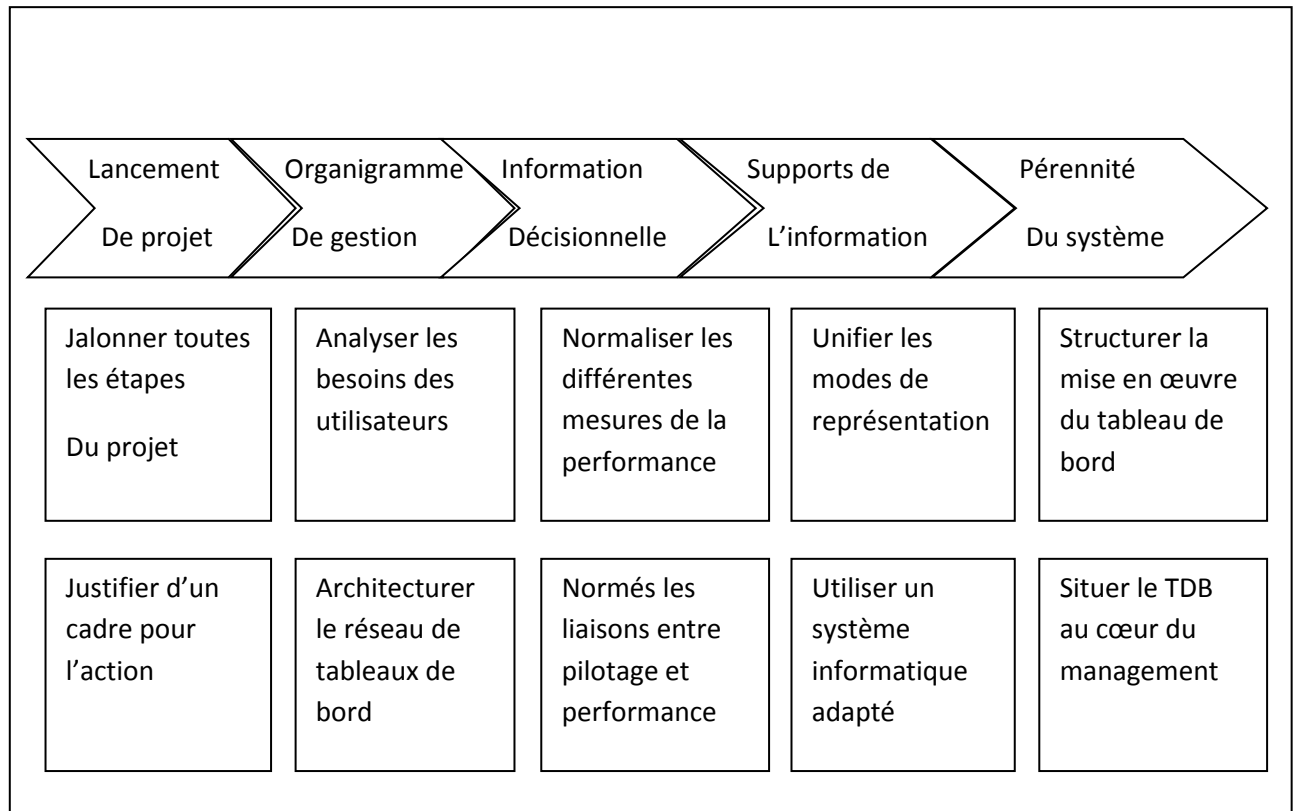 Lancement
De projet
Organigramme
De gestion
Information
Décisionnelle
Supports de
L’information
Pérennité
Du système
Jalonner toutes
les étapes
Du projet
Analyser les
besoins des
utilisateurs
Normaliser les
différentes
mesures de la
performance
Unifier les
modes de
représentation
Structurer la
mise en œuvre
du tableau de
bord
Justifier d’un
cadre pour
l’action
Architecturer
le réseau de
tableaux de
bord
Normés les
liaisons entre
pilotage et
performance
Utiliser un
système
informatique
adapté
Situer le TDB
au cœur du
management